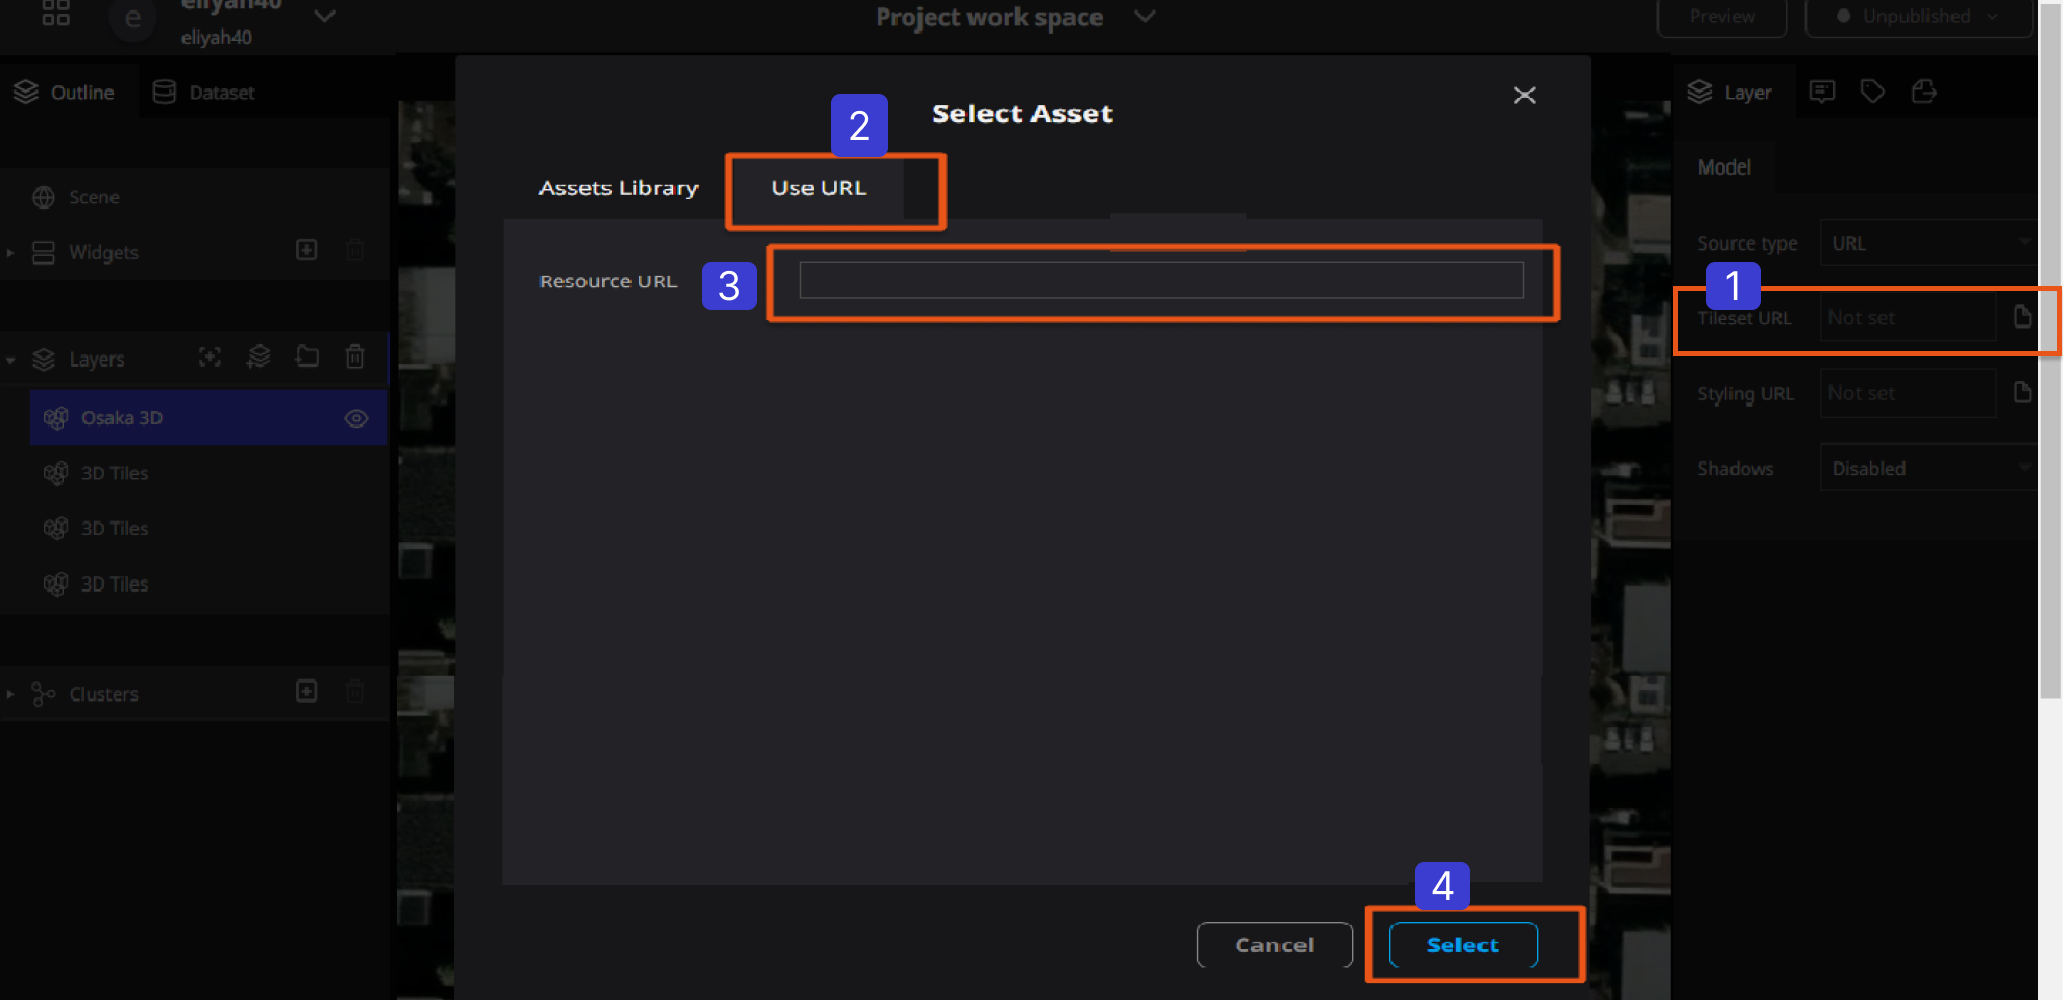 eliyah40
e
eliyah40
Project work space
Preview
Unpublished
Outline
Dataset
Scene
Widgets
Layers
Osaka 3D
3D Tiles
3D Tiles
3D Tiles
Clusters
Select Asset
2
Assets Library
Use URL
Resource URL
3
4
Cancel
Select
Layer
Model
Source type
URL
1
Tileset URL
Not set
Styling URL
Not set
Shadows
Disabled